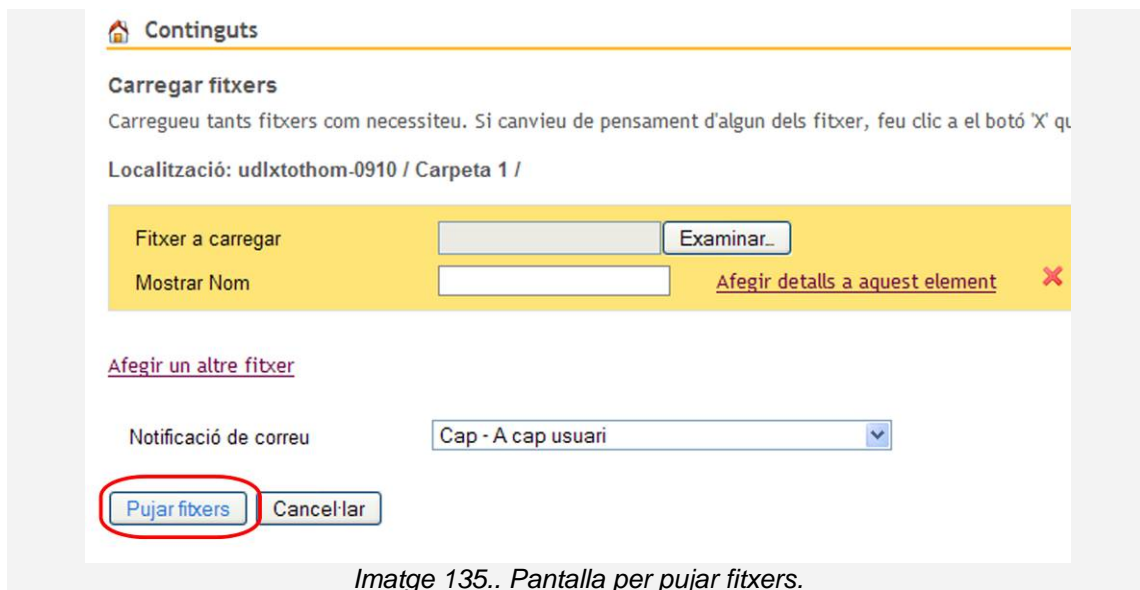 Continguts
Carregar fitxers
Carregueu tants fitxers com necessiteu. Si canvieu de pensament d'algun dels fitxer, feu clic a el botó 'X' qu
Localització: udlxtothom-0910 / Carpeta 1 /
Fitxer a carregar Examinar...
Mostrar Nom Afegir detalls a aquest element
Afegir un altre fitxer
Notificació de correu Cap - A cap usuari
Pujar fitxers Cancel·lar
Imatge 135.. Pantalla per pujar fitxers.